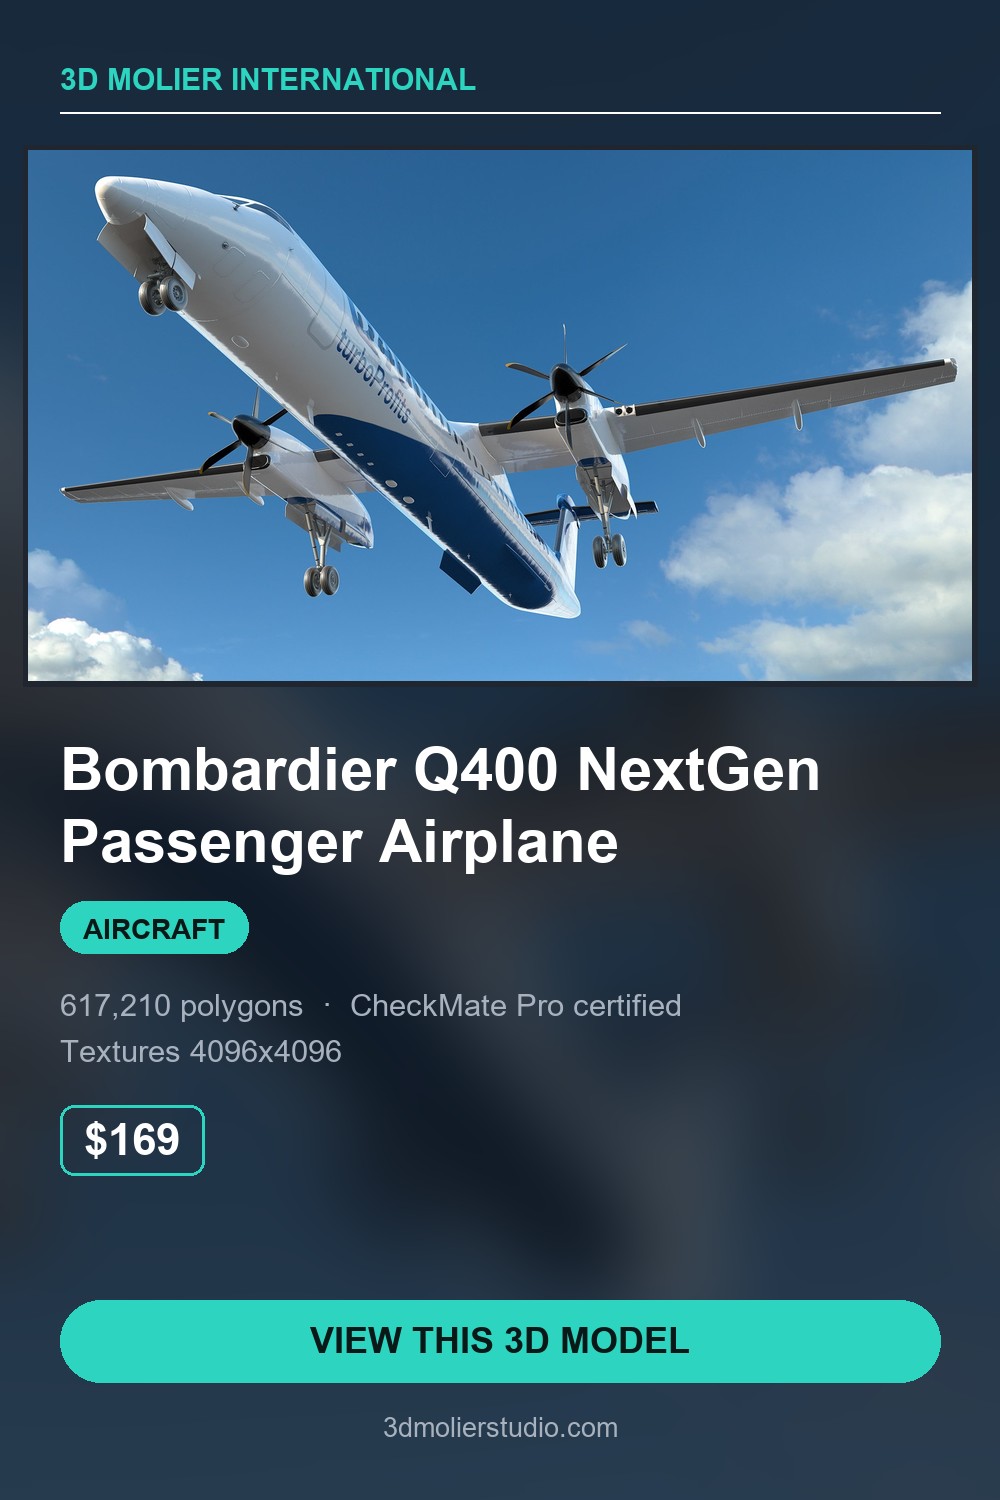 3D MOLIER INTERNATIONAL
turboProfits
Bombardier Q400 NextGen
Passenger Airplane
AIRCRAFT
617,210 polygons · CheckMate Pro certified
Textures 4096x4096
$169
VIEW THIS 3D MODEL
3dmolierstudio.com